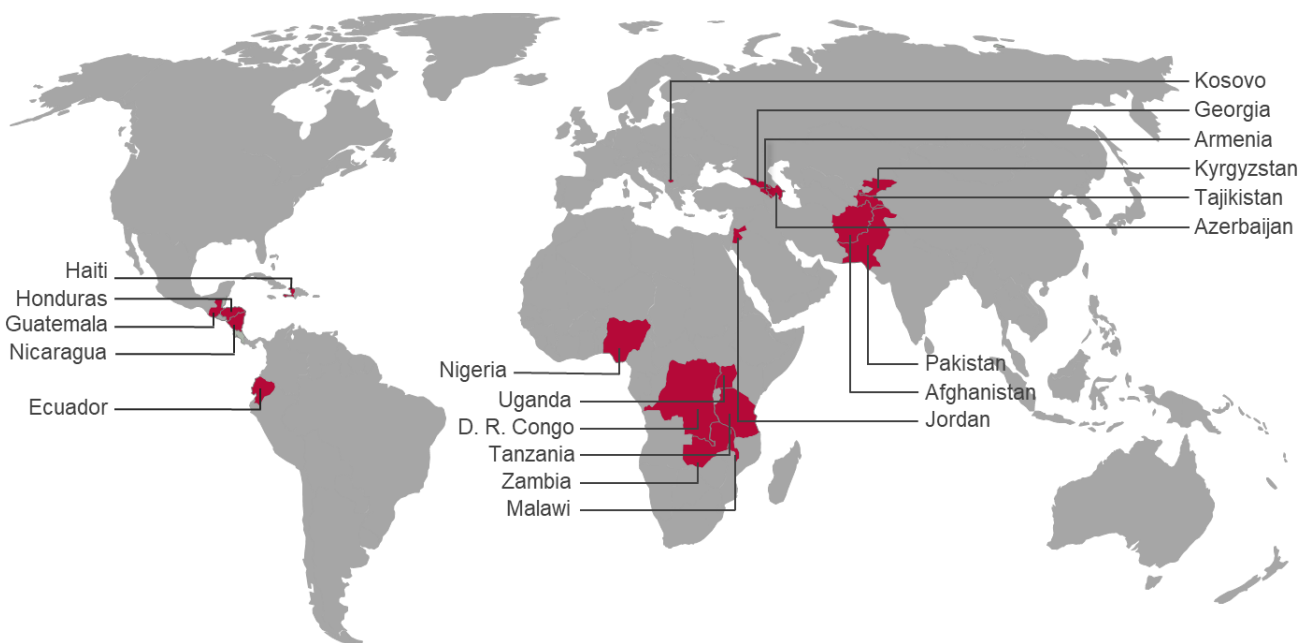 Kosovo
Georgia
Armenia
Kyrgyzstan
Tajikistan
Azerbaijan
Haiti
Honduras
Guatemala
Nicaragua
Ecuador
Nigeria
Uganda
D. R. Congo
Tanzania
Zambia
Malawi
Pakistan
Afghanistan
Jordan